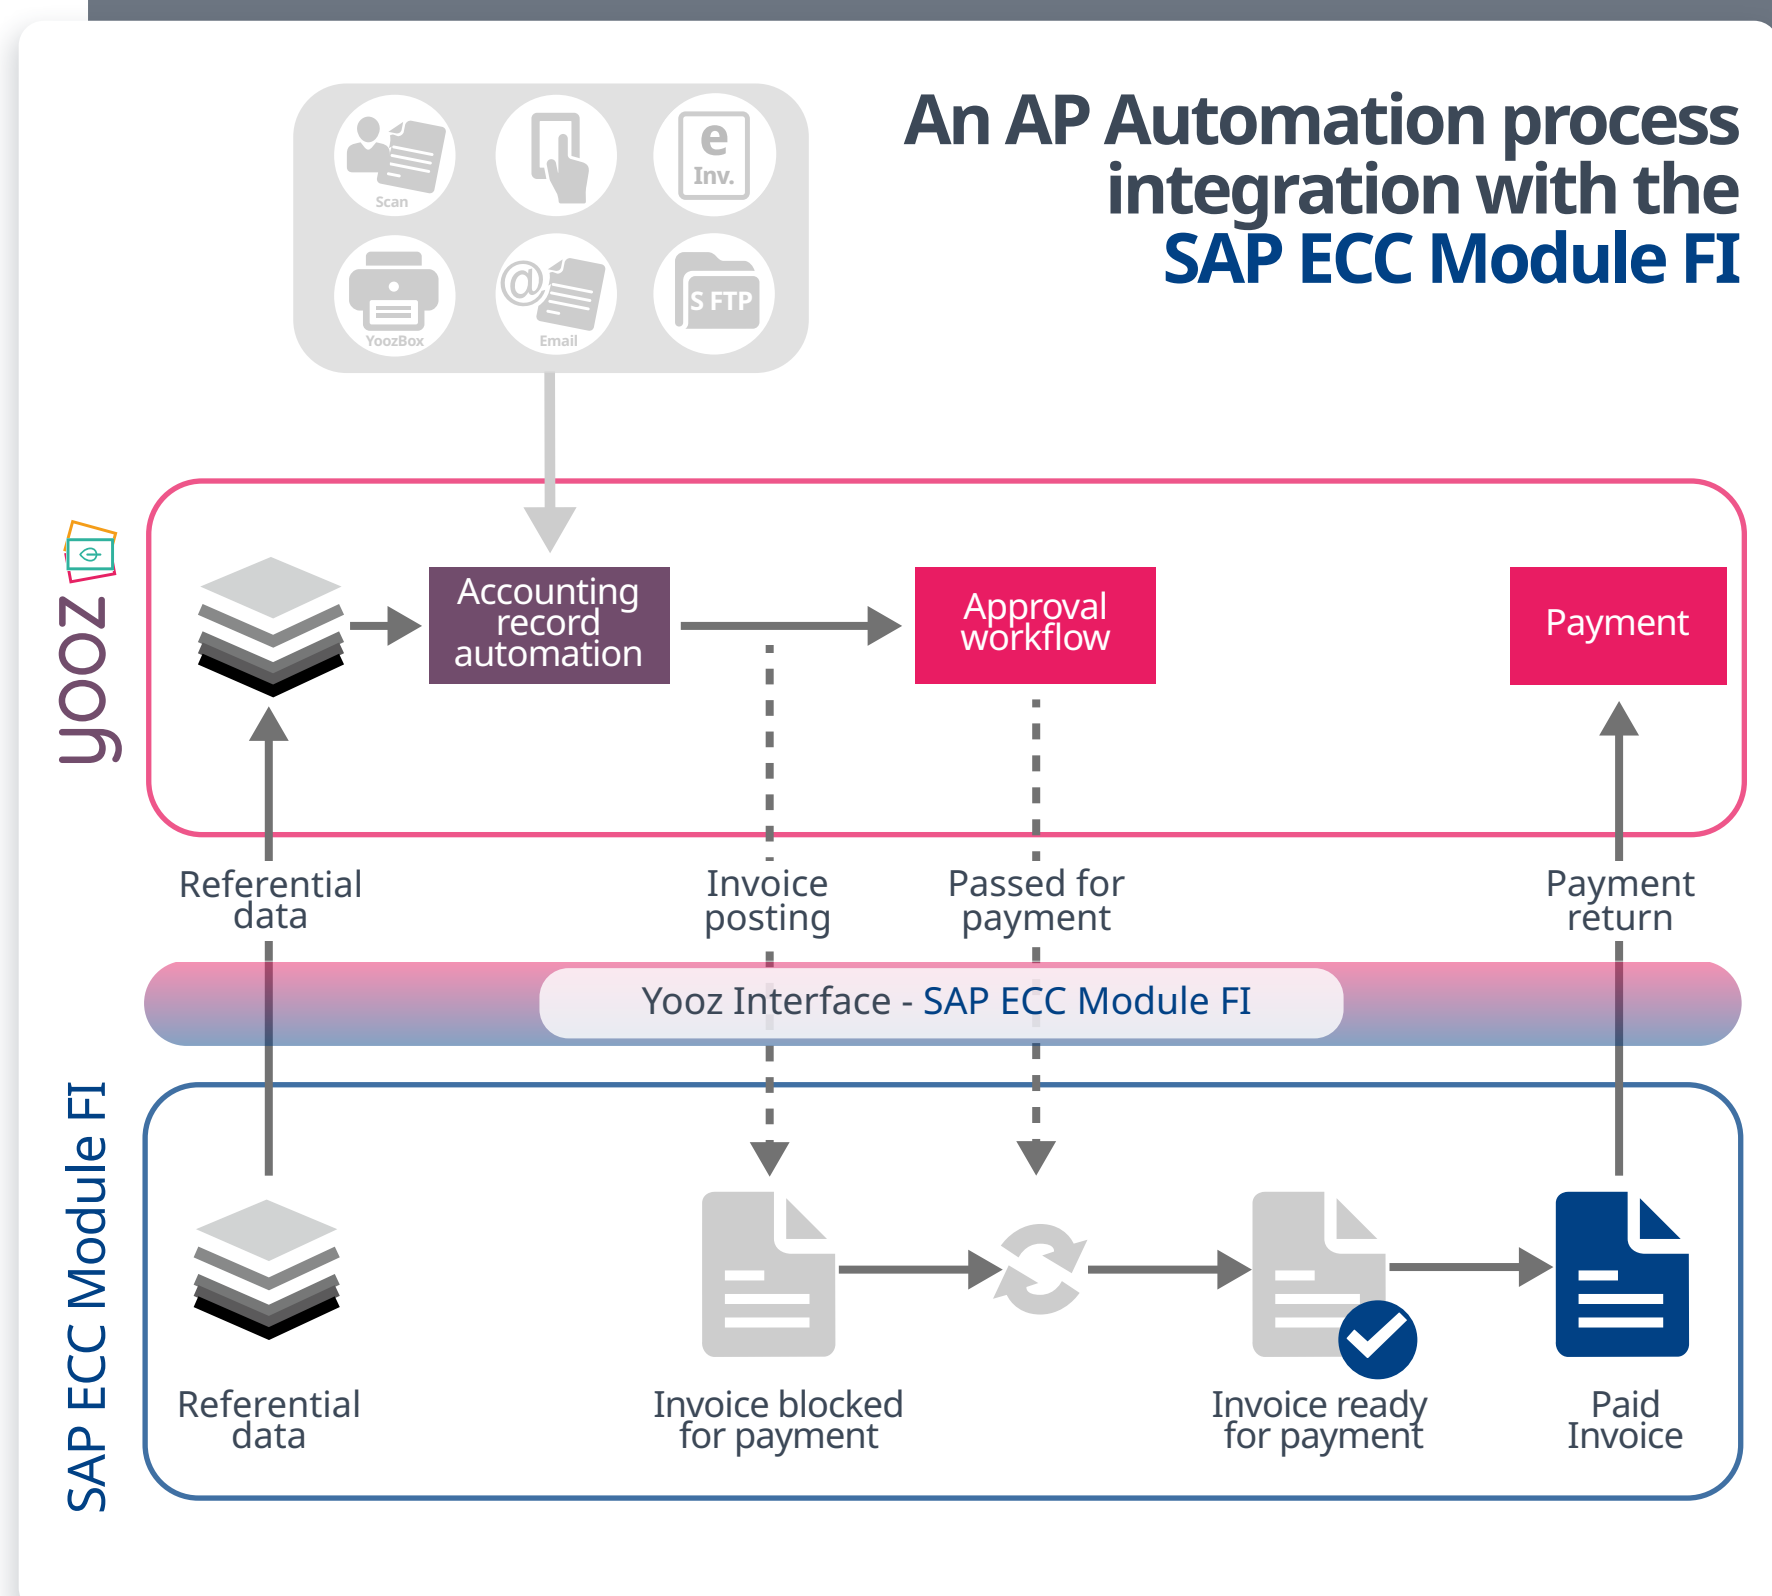 An AP Automation process
integration with the
SAP ECC Module FI
Scan
e
Inv.
YoozBox
@
Email
S FTP
yooz
Accounting
record
automation
Approval
workflow
Payment
Referential
data
Invoice
posting
Passed for
payment
Payment
return
Yooz Interface - SAP ECC Module FI
SAP ECC Module FI
Referential
data
Invoice blocked
for payment
Invoice ready
for payment
Paid
Invoice